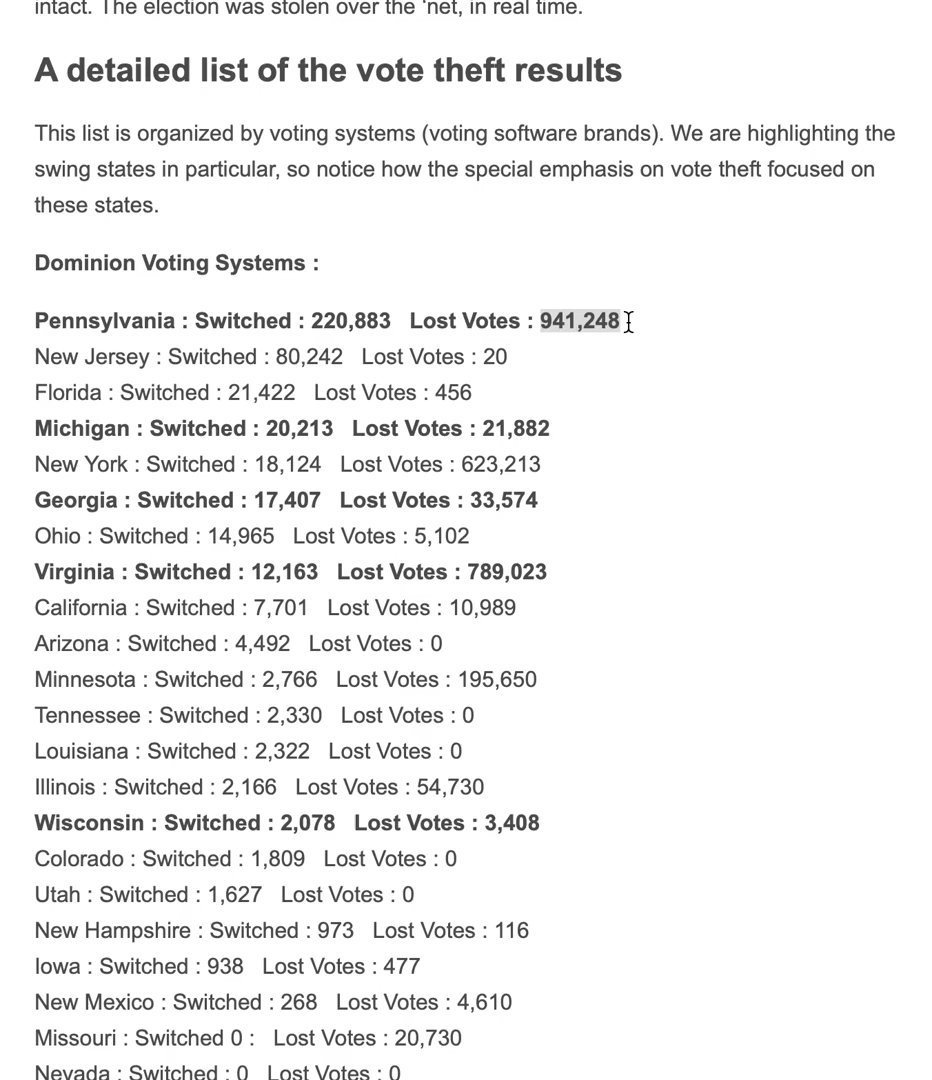 intact. The election was stolen over the ‘net, in real time.
A detailed list of the vote theft results
This list is organized by voting systems (voting software brands). We are highlighting the
swing states in particular, so notice how the special emphasis on vote theft focused on
these states.
Dominion Voting Systems :
Pennsylvania : Switched : 220,883 Lost Votes : 941,248
New Jersey : Switched : 80,242 Lost Votes : 20
Florida : Switched : 21,422 Lost Votes : 456
Michigan : Switched : 20,213 Lost Votes : 21,882
New York : Switched : 18,124 Lost Votes : 623,213
Georgia : Switched : 17,407 Lost Votes : 33,574
Ohio : Switched : 14,965 Lost Votes : 5,102
Virginia : Switched : 12,163 Lost Votes : 789,023
California : Switched : 7,701 Lost Votes : 10,989
Arizona : Switched : 4,492 Lost Votes : 0
Minnesota : Switched : 2,766 Lost Votes : 195,650
Tennessee : Switched : 2,330 Lost Votes : 0
Louisiana : Switched : 2,322 Lost Votes : 0
Illinois : Switched : 2,166 Lost Votes : 54,730
Wisconsin : Switched : 2,078 Lost Votes : 3,408
Colorado : Switched : 1,809 Lost Votes : 0
Utah : Switched : 1,627 Lost Votes : 0
New Hampshire : Switched : 973 Lost Votes : 116
Iowa : Switched : 938 Lost Votes : 477
New Mexico : Switched : 268 Lost Votes : 4,610
Missouri : Switched 0 : Lost Votes : 20,730
Nevada : Switched : 0 Lost Votes : 0